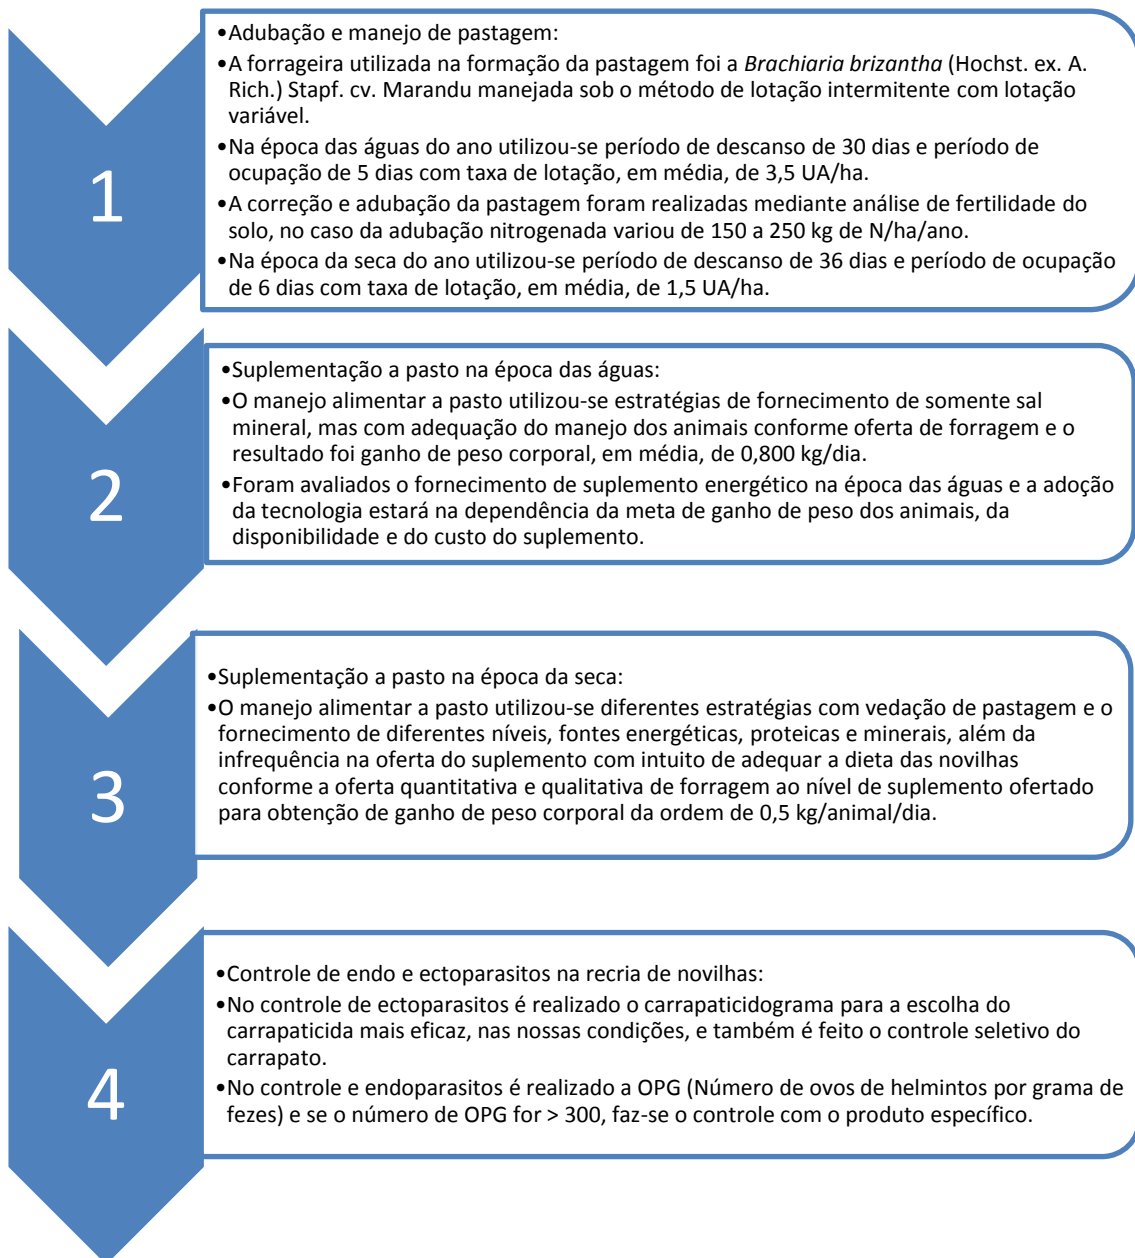 1
•Adubação e manejo de pastagem:
•A forrageira utilizada na formação da pastagem foi a Brachiaria brizantha (Hochst. ex. A.
Rich.) Stapf. cv. Marandu manejada sob o método de lotação intermitente com lotação
variável.
•Na época das águas do ano utilizou-se período de descanso de 30 dias e período de
ocupação de 5 dias com taxa de lotação, em média, de 3,5 UA/ha.
•A correção e adubação da pastagem foram realizadas mediante análise de fertilidade do
solo, no caso da adubação nitrogenada variou de 150 a 250 kg de N/ha/ano.
•Na época da seca do ano utilizou-se período de descanso de 36 dias e período de ocupação
de 6 dias com taxa de lotação, em média, de 1,5 UA/ha.
2
•Suplementação a pasto na época das águas:
•O manejo alimentar a pasto utilizou-se estratégias de fornecimento de somente sal
mineral, mas com adequação do manejo dos animais conforme oferta de forragem e o
resultado foi ganho de peso corporal, em média, de 0,800 kg/dia.
•Foram avaliados o fornecimento de suplemento energético na época das águas e a adoção
da tecnologia estará na dependência da meta de ganho de peso dos animais, da
disponibilidade e do custo do suplemento.
3
•Suplementação a pasto na época da seca:
•O manejo alimentar a pasto utilizou-se diferentes estratégias com vedação de pastagem e o
fornecimento de diferentes níveis, fontes energéticas, proteicas e minerais, além da
infrequência na oferta do suplemento com intuito de adequar a dieta das novilhas
conforme a oferta quantitativa e qualitativa de forragem ao nível de suplemento ofertado
para obtenção de ganho de peso corporal da ordem de 0,5 kg/animal/dia.
4
•Controle de endo e ectoparasitos na recria de novilhas:
•No controle de ectoparasitos é realizado o carrapaticidograma para a escolha do
carrapaticida mais eficaz, nas nossas condições, e também é feito o controle seletivo do
carrapato.
•No controle e endoparasitos é realizado a OPG (Número de ovos de helmintos por grama de
fezes) e se o número de OPG for > 300, faz-se o controle com o produto específico.